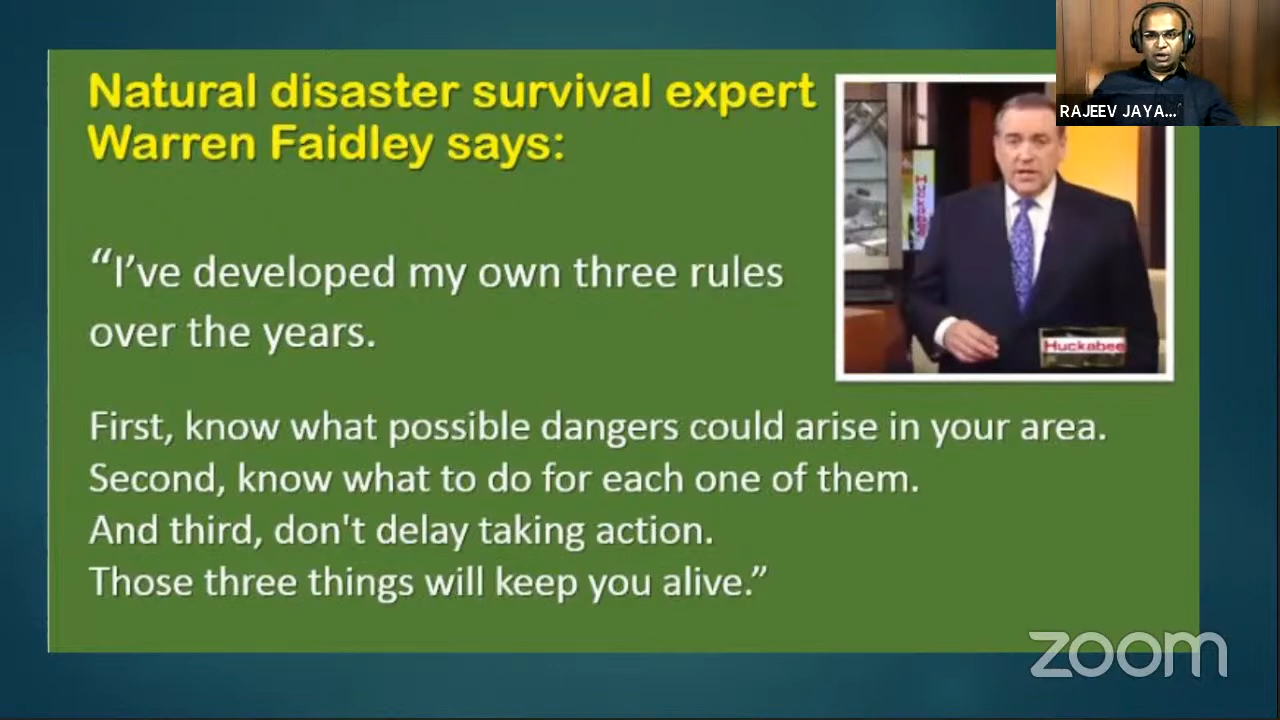 Natural disaster survival expert
Warren Faidley says:
RAJEEV JAYA...
“I’ve developed my own three rules
over the years.
Huckabee
First, know what possible dangers could arise in your area.
Second, know what to do for each one of them.
And third, don't delay taking action.
Those three things will keep you alive.”
zoom